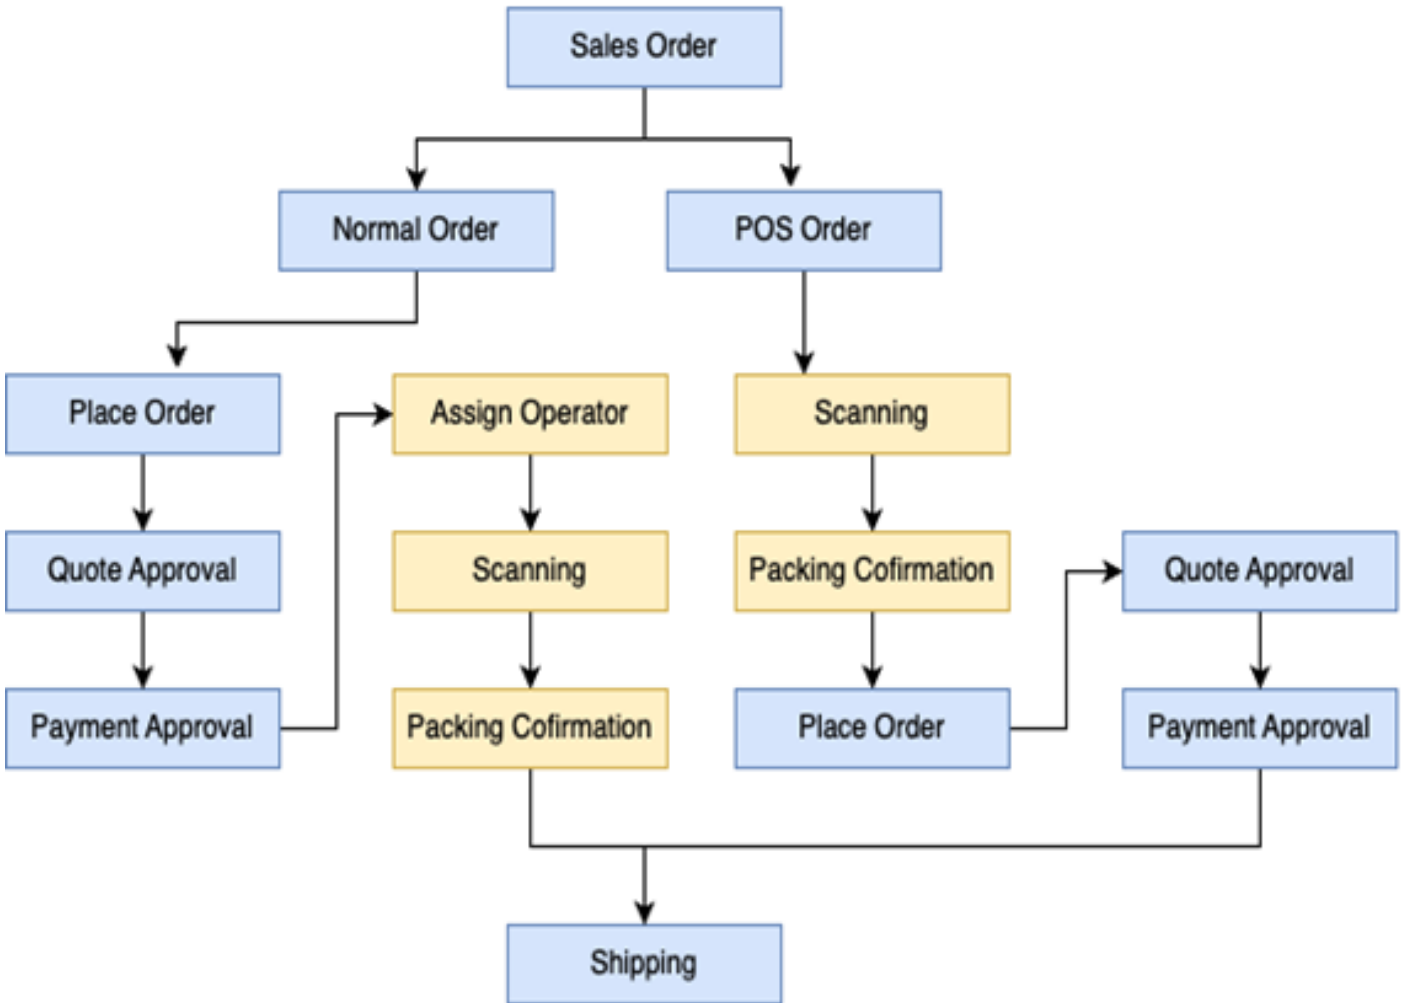 Sales Order
Normal Order
POS Order
Place Order
Assign Operator
Scanning
Quote Approval
Scanning
Packing Cofirmation
Quote Approval
Payment Approval
Packing Cofirmation
Place Order
Payment Approval
Shipping